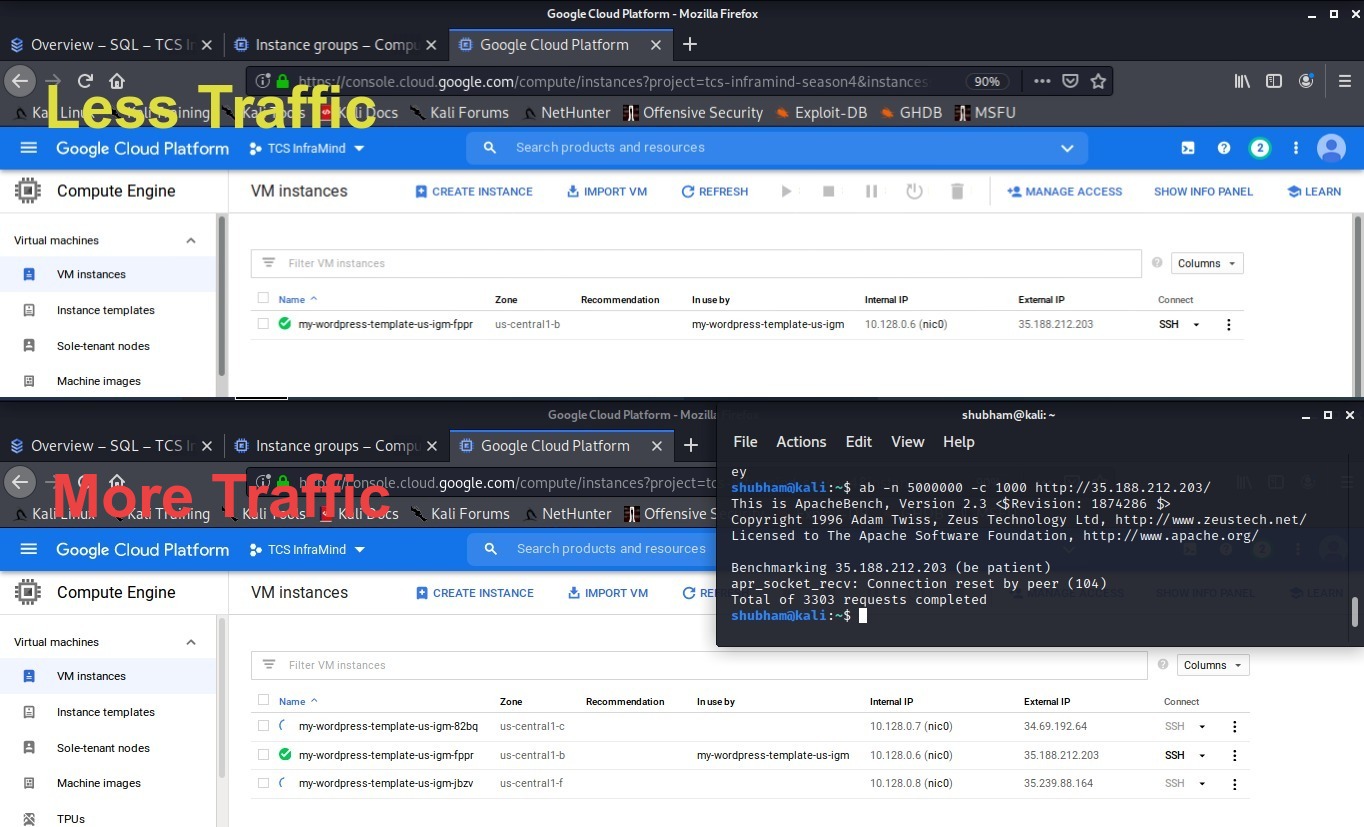 Google Cloud Platform - Mozilla Firefox
Overview – SQL – TCS In Instance groups – Compu Google Cloud Platform
https://console.cloud.google.com/compute/instances?project=tcs-inframind-season4&instances 90%
Less Traffic
Kali Linux Kali Training Kali Tools Kali Docs Kali Forums NetHunter Offensive Security Exploit-DB GHDB MSFU
Google Cloud Platform TCS InfraMind Search products and resources 2
Compute Engine VM instances CREATE INSTANCE IMPORT VM REFRESH MANAGE ACCESS SHOW INFO PANEL LEARN
Virtual machines
VM instances
Instance templates
Sole-tenant nodes
Machine images
Filter VM instances Columns
Name Zone Recommendation In use by Internal IP External IP Connect
my-wordpress-template-us-igm-fppr us-central1-b my-wordpress-template-us-igm 10.128.0.6 (nic0) 35.188.212.203 SSH
Google Cloud Platform - Mozilla Firefox
Overview – SQL – TCS In Instance groups – Compu Google Cloud Platform
https://console.cloud.google.com/compute/instances?project=tc
More Traffic
Kali Linux Kali Training Kali Tools Kali Docs Kali Forums NetHunter Offensive S
Google Cloud Platform TCS InfraMind Search products and resources
Compute Engine VM instances CREATE INSTANCE IMPORT VM REF
MANAGE ACCESS SHOW INFO PANEL LEARN
shubham@kali: ~
File Actions Edit View Help
ey
shubham@kali:~$ ab -n 5000000 -c 1000 http://35.188.212.203/
This is ApacheBench, Version 2.3 <$Revision: 1874286 $>
Copyright 1996 Adam Twiss, Zeus Technology Ltd, http://www.zeustech.net/
Licensed to The Apache Software Foundation, http://www.apache.org/
Benchmarking 35.188.212.203 (be patient)
apr_socket_recv: Connection reset by peer (104)
Total of 3303 requests completed
shubham@kali:~$
Virtual machines
VM instances
Instance templates
Sole-tenant nodes
Machine images
TPUs
Filter VM instances Columns
Name Zone Recommendation In use by Internal IP External IP Connect
my-wordpress-template-us-igm-82bq us-central1-c 10.128.0.7 (nic0) 34.69.192.64 SSH
my-wordpress-template-us-igm-fppr us-central1-b my-wordpress-template-us-igm 10.128.0.6 (nic0) 35.188.212.203 SSH
my-wordpress-template-us-igm-jbzv us-central1-f 10.128.0.8 (nic0) 35.239.88.164 SSH